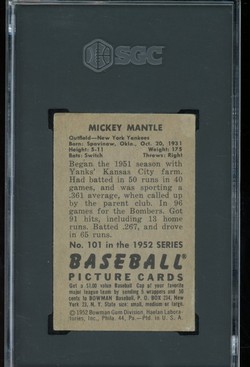 SGC
MICKEY MANTLE
Outfield—New York Yankees
Born: Spavinaw, Okla., Oct. 20, 1931
Height: 5-11 Weight: 175
Bats: Switch Throws: Right
Began the 1951 season with
Yanks' Kansas City farm.
Had batted in 50 runs in 40
games, and was sporting a
.361 average, when called up
by the parent club. In 96
games for the Bombers. Got
91 hits, including 13 home
runs. Batted .267, and drove
in 65 runs.
No. 101 in the 1952 SERIES
BASEBALL
PICTURE CARDS
Get a $1.00 value Baseball Cap of your favorite
major league team by sending 5 wrappers and 50
cents to BOWMAN Baseball, P. O. BOX 234, New
York 23, N. Y. State size: small, medium or
large.
©1952 Bowman Gum Division, Haelan Labora-
tories, Inc., Phila. 44, Pa.—Ptd. in U. S. A.